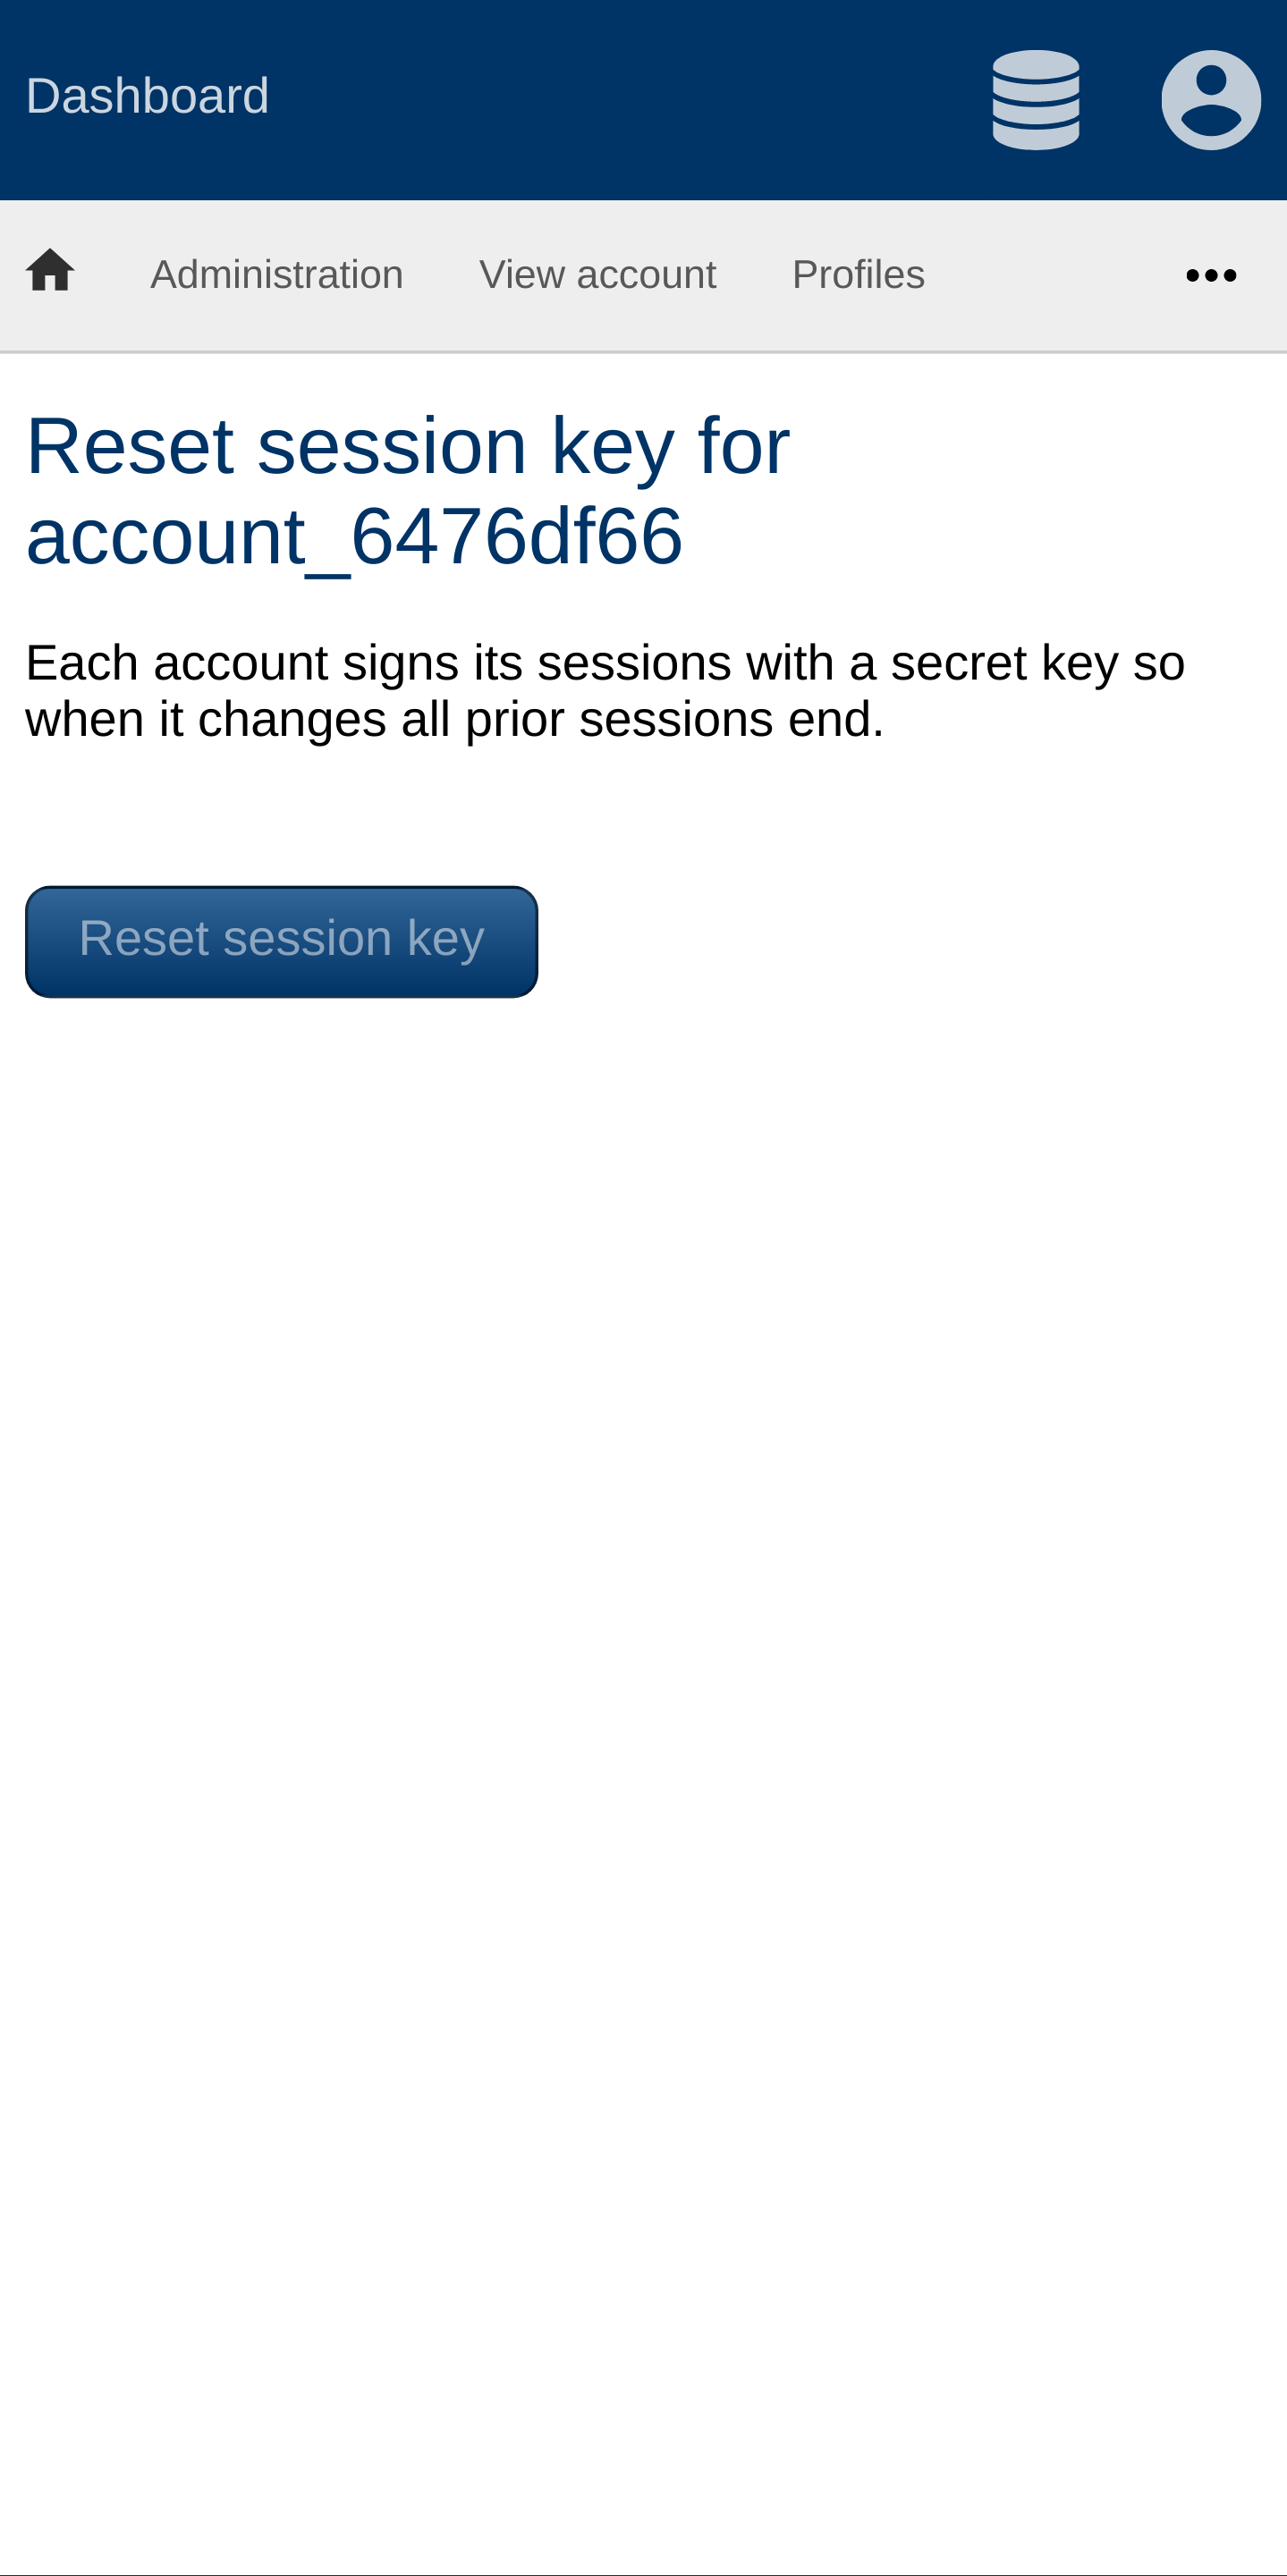 Dashboard
Administration View account Profiles
Reset session key for
account_6476df66
Each account signs its sessions with a secret key so
when it changes all prior sessions end.
Reset session key